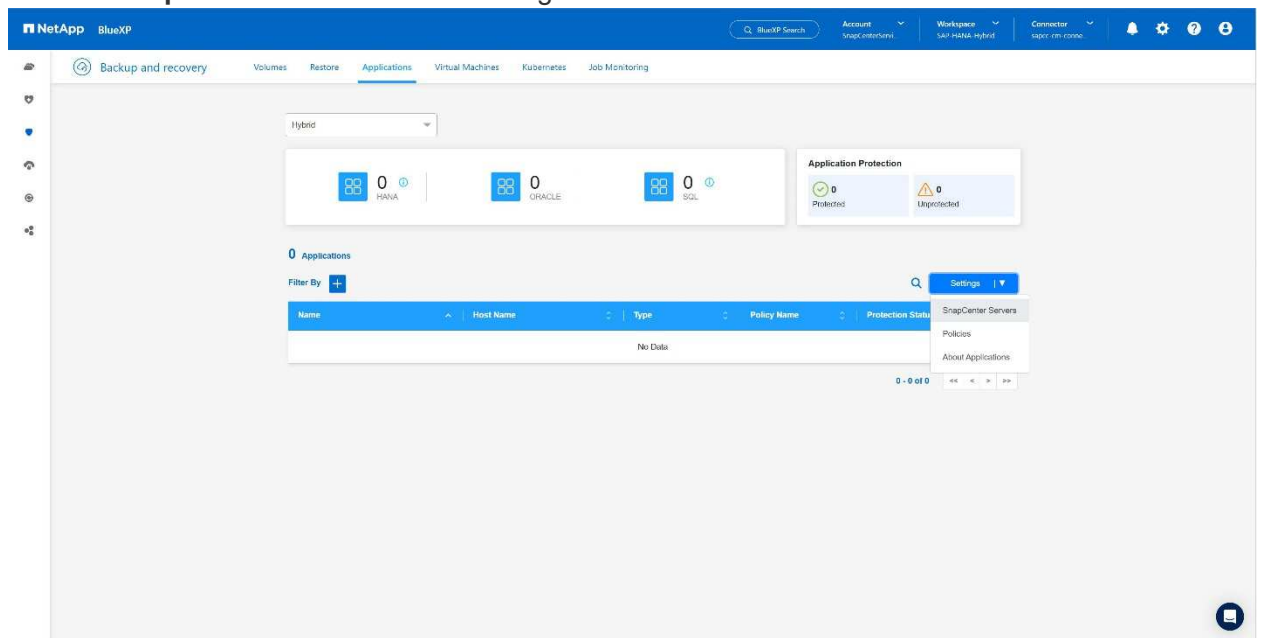 NetApp BlueXP BlueXP Search Account Workspace Connector
SnapCenterServi... SAP-HANA-Hybrid sapcc-cm-conne...
Backup and recovery Volumes Restore Applications Virtual Machines Kubernetes Job Monitoring
Hybrid
Application Protection
0 HANA 0 ORACLE 0 SQL
0 Protected 0 Unprotected
0 Applications
Filter By Settings
Name Host Name Type Policy Name Protection Statu
SnapCenter Servers
Policies
No Data
About Applications
0 - 0 of 0 << < > >>